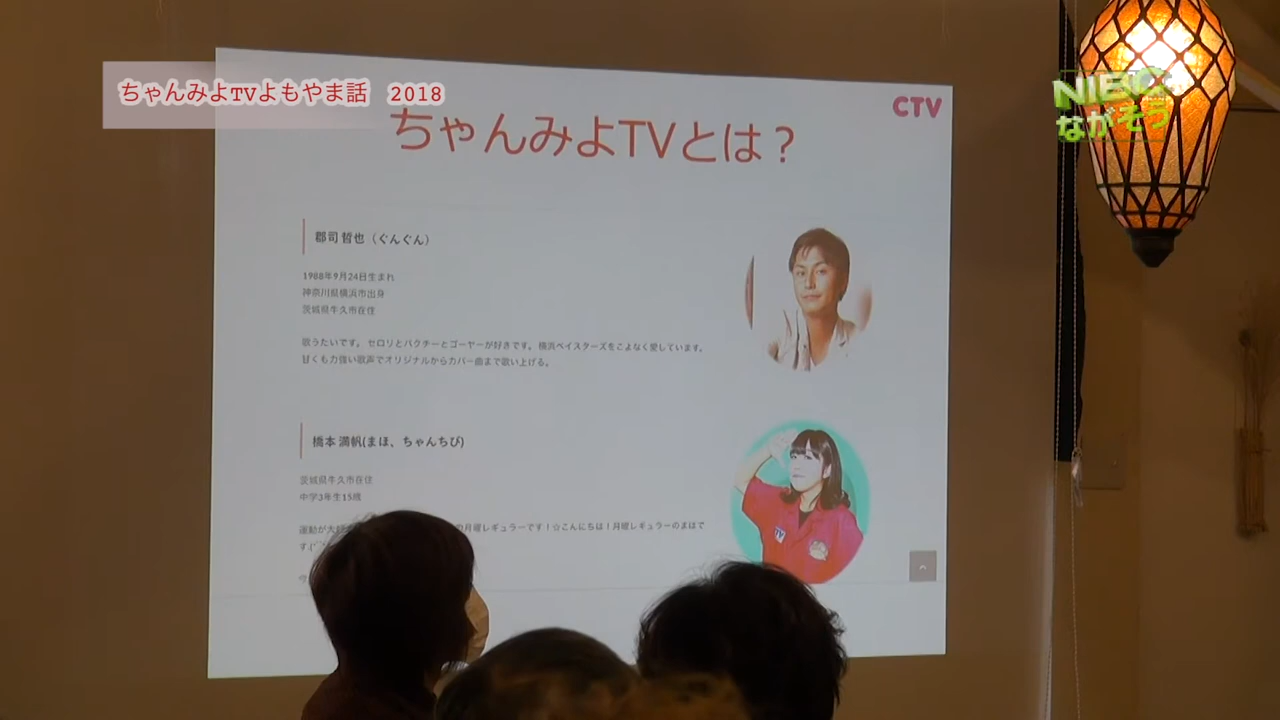 ちゃんみよTVよもやま話　2018
NIBC
ながそう
CTV
ちゃんみよTVとは？
郡司 哲也（ぐんぐん）
1988年9月24日生まれ
神奈川県横浜市出身
茨城県牛久市在住
歌うたいです。セロリとパクチーとゴーヤーが好きです。横浜ベイスターズをこよなく愛しています。
甘くも力強い歌声でオリジナルからカバー曲まで歌い上げる。
橋本 満帆(まほ、ちゃんちび)
茨城県牛久市在住
中学3年生15歳
運動が大 月曜レギュラーです！☆こんにちは！月曜レギュラーのまほで
す.(
TV